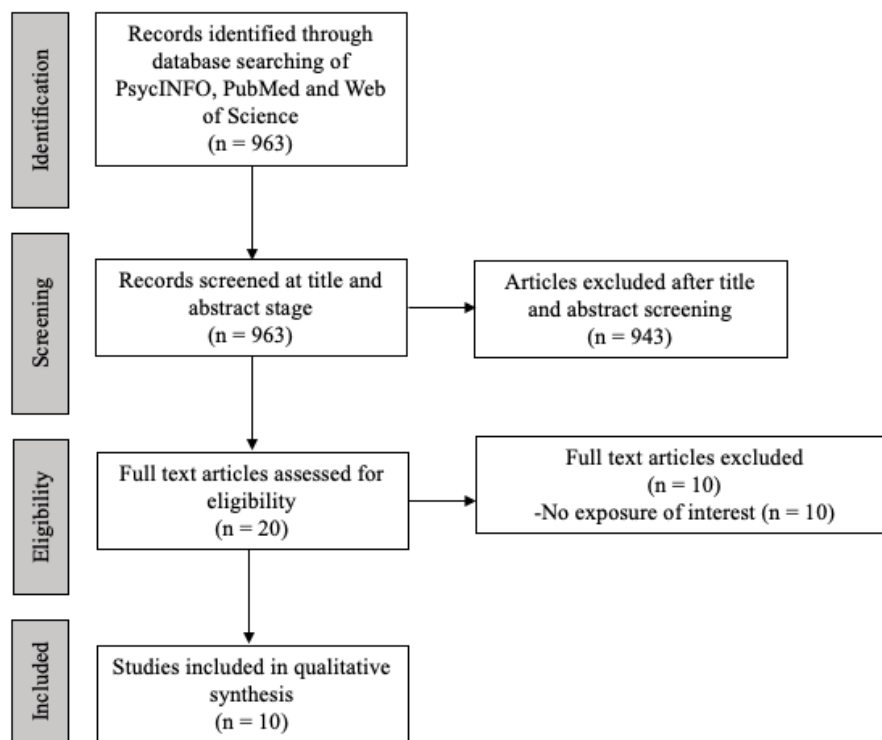 Identification
Records identified through
database searching of
PsycINFO, PubMed and Web
of Science
(n = 963)
Screening
Records screened at title and
abstract stage
(n = 963)
Articles excluded after title
and abstract screening
(n = 943)
Eligibility
Full text articles assessed for
eligibility
(n = 20)
Full text articles excluded
(n = 10)
-No exposure of interest (n = 10)
Included
Studies included in qualitative
synthesis
(n = 10)